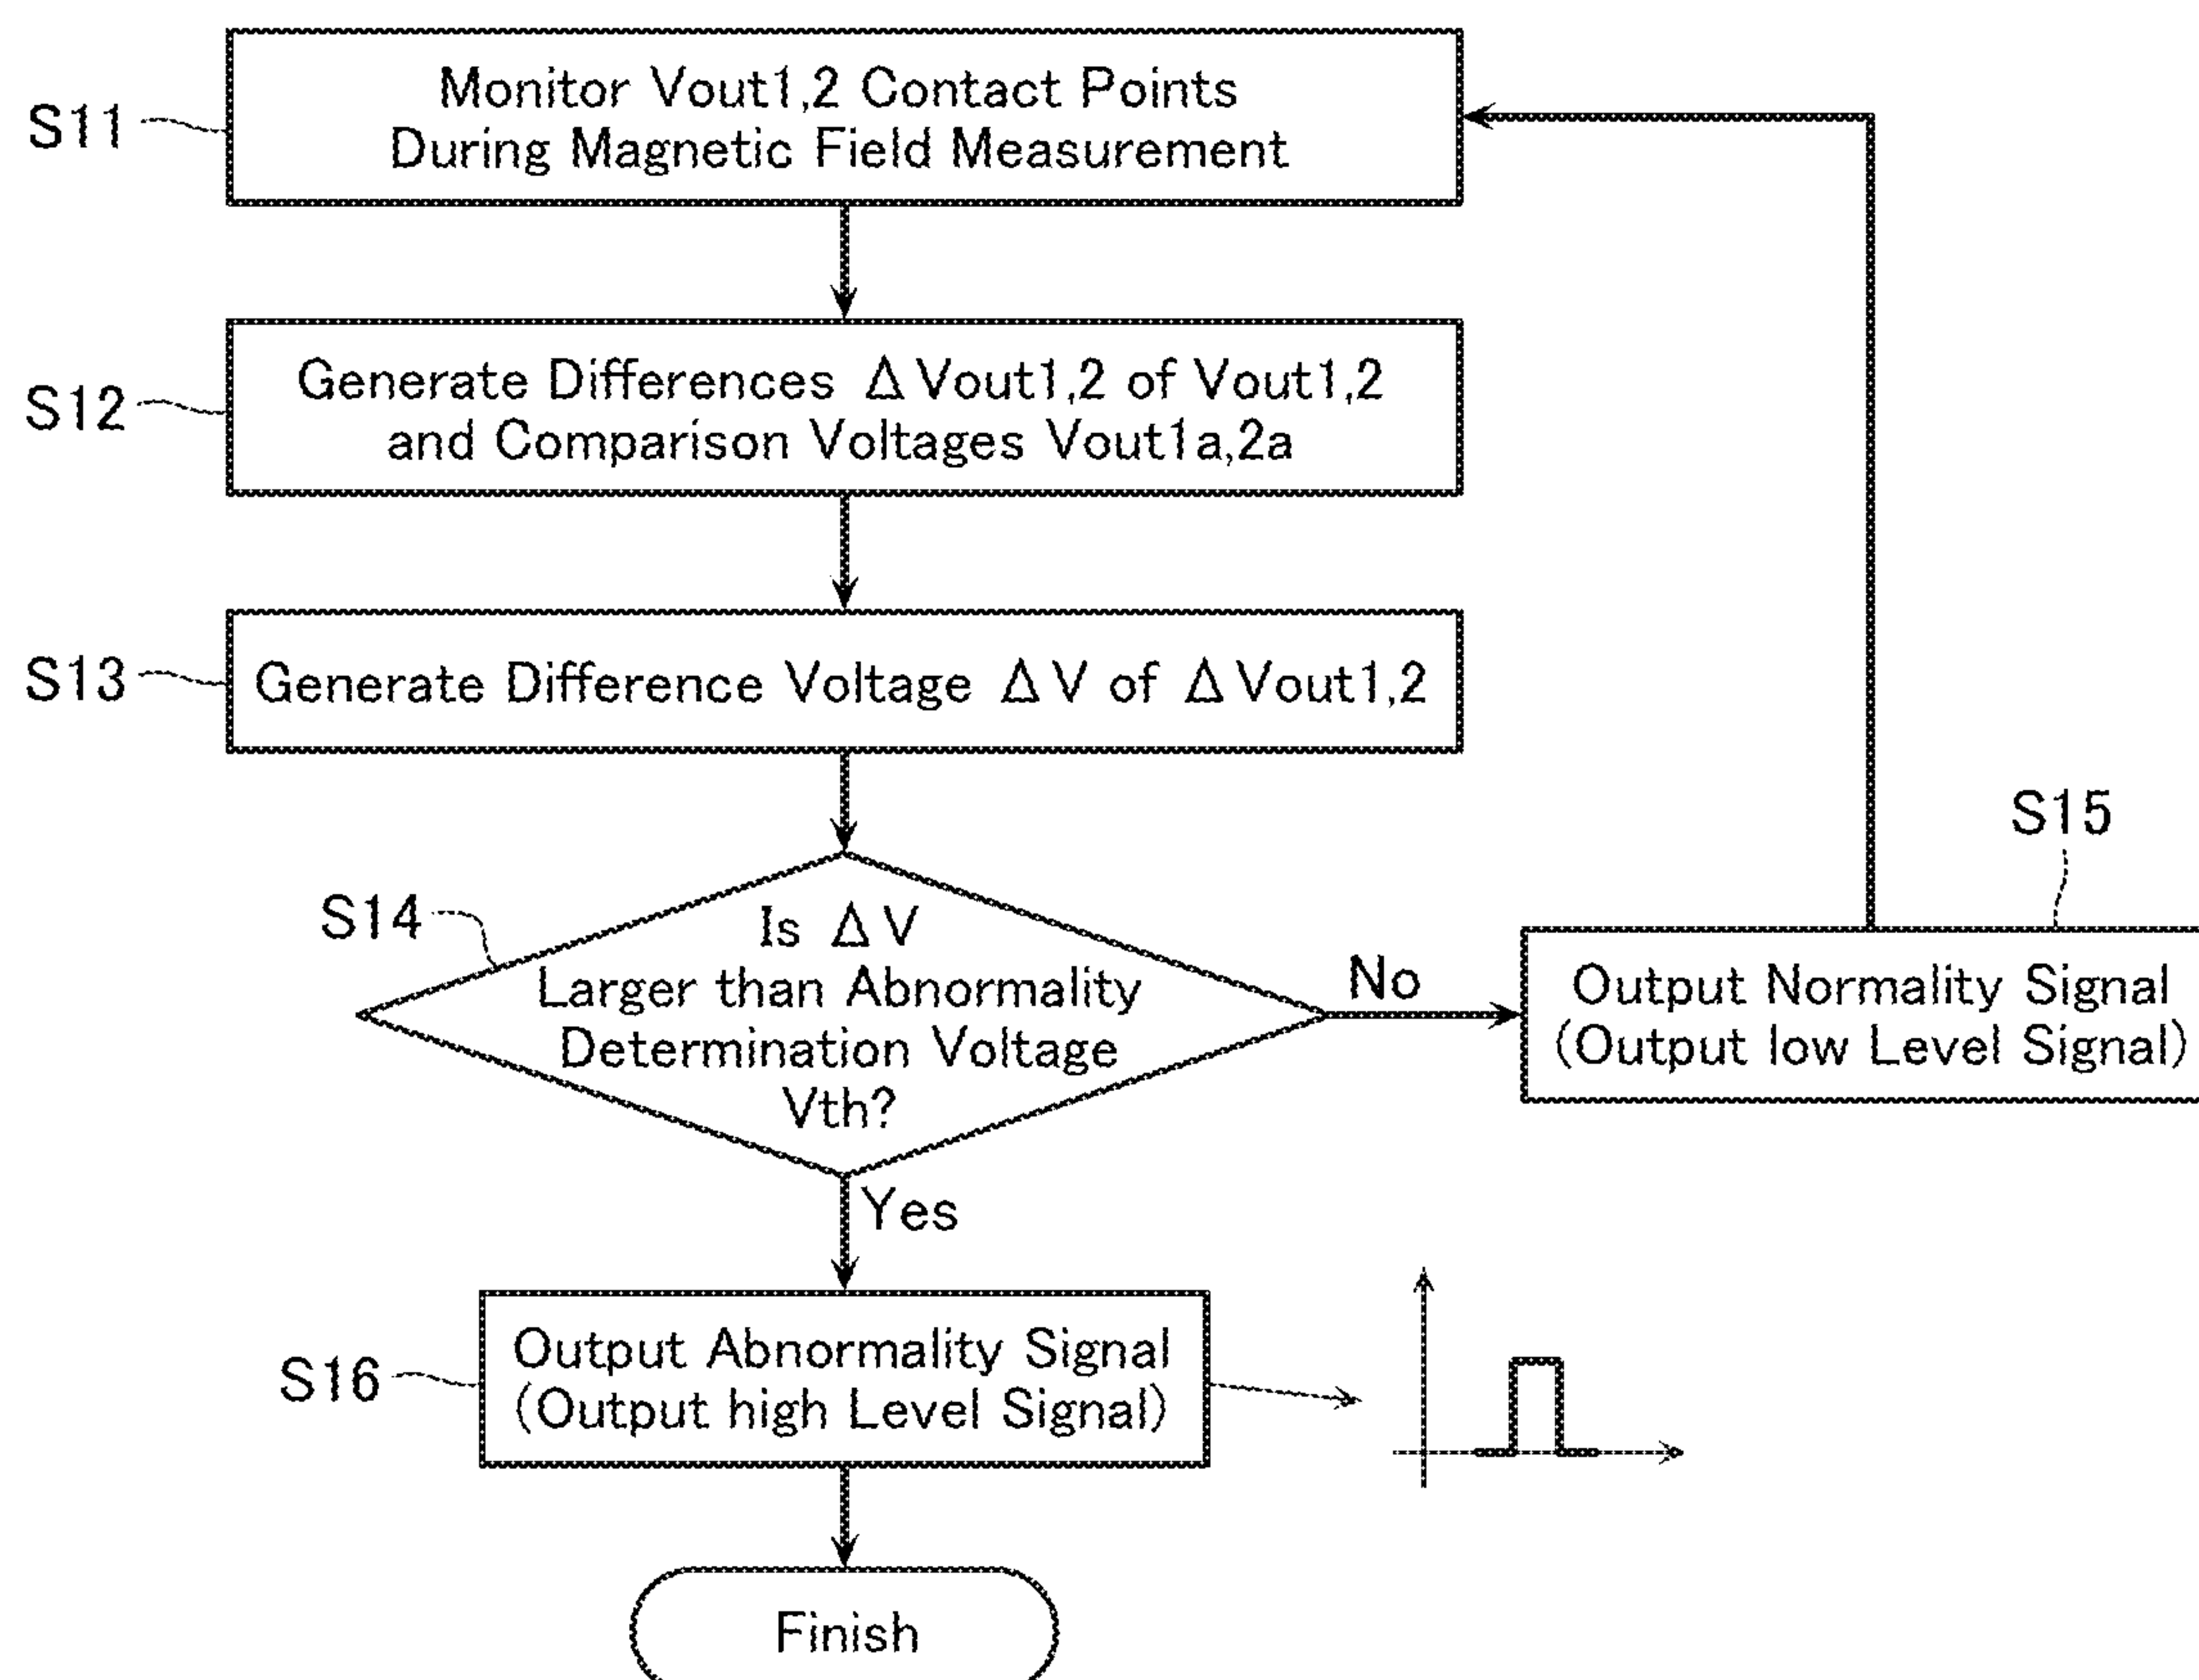 S11
Monitor Vout1,2 Contact Points
During Magnetic Field Measurement
S12
Generate Differences ΔVout1,2 of Vout1,2
and Comparison Voltages Vout1a,2a
S13
Generate Difference Voltage ΔV of ΔVout1,2
S14
Is ΔV
Larger than Abnormality
Determination Voltage
Vth?
No
S15
Output Normality Signal
(Output low Level Signal)
Yes
S16
Output Abnormality Signal
(Output high Level Signal)
Finish